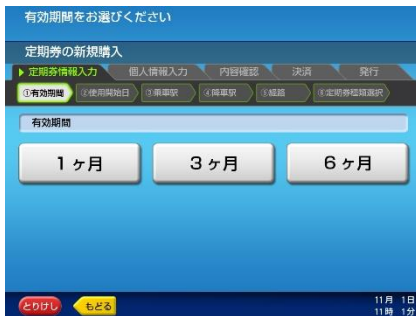 有効期間をお選びください
定期券の新規購入
▶ 定期券情報入力 個人情報入力 内容確認 決済 発行
①有効期間 ②使用開始日 ③乗車駅 ④降車駅 ⑤経路 ⑥定期券種類選択
有効期間
1ヶ月 3ヶ月 6ヶ月
とりけし もどる 11月 1日
11時 1分